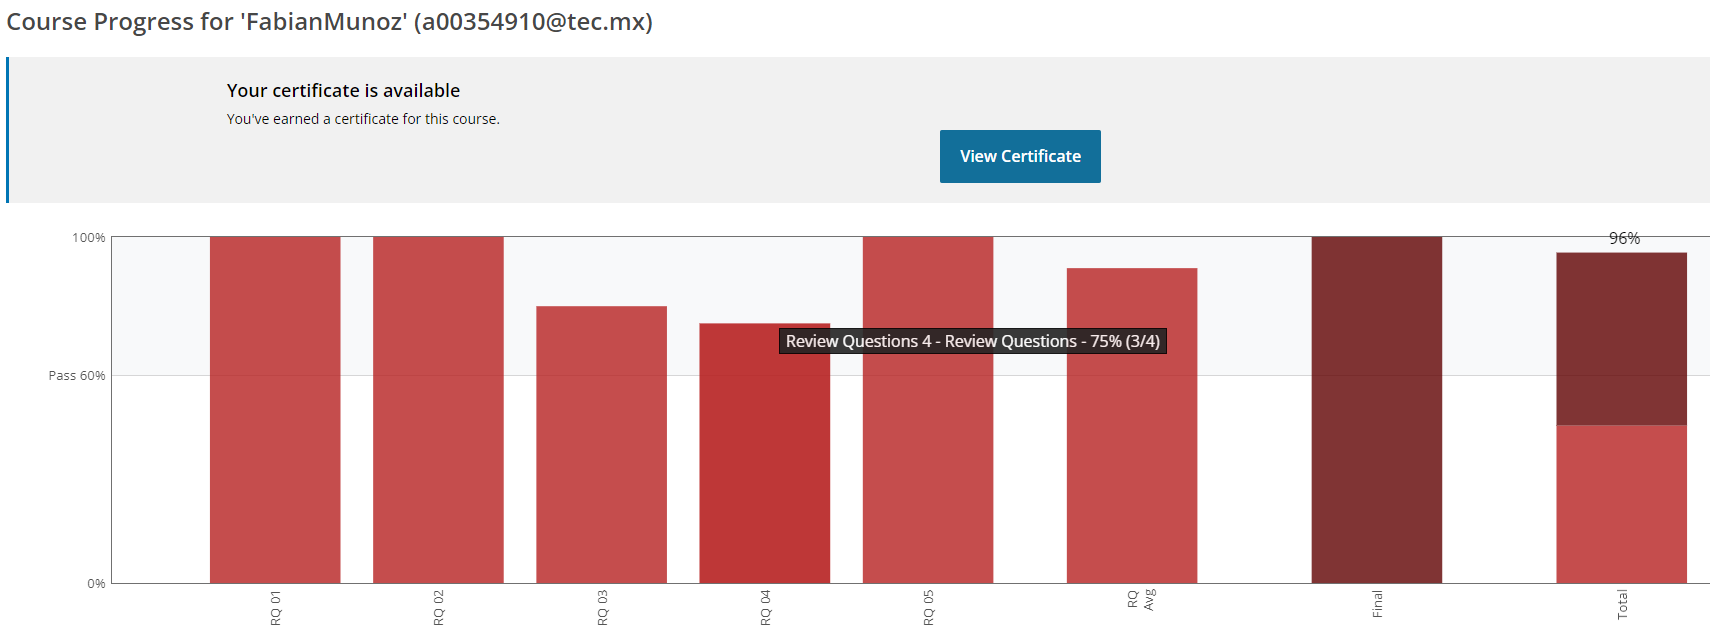 Course Progress for 'FabianMunoz' (a00354910@tec.mx)
Your certificate is available
You've earned a certificate for this course.
View Certificate
100%
96%
Review Questions 4 - Review Questions - 75% (3/4)
Pass 60%
0%
RQ 01
RQ 02
RQ 03
RQ 04
RQ 05
RQ
Avg
Final
Total